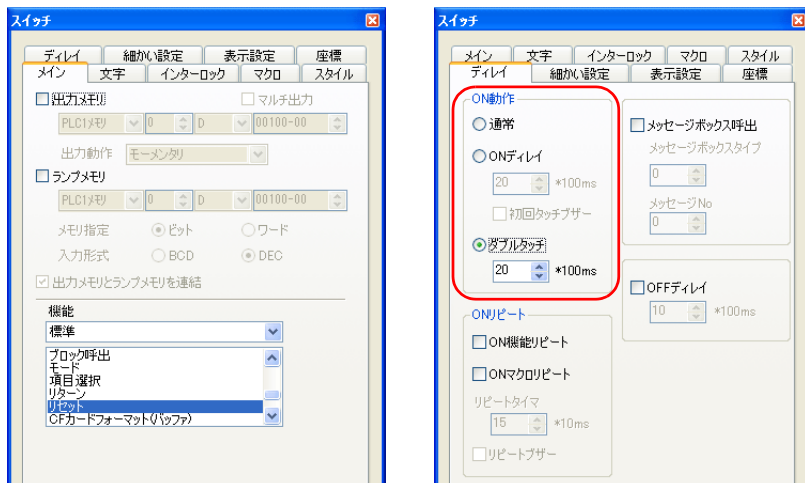 スイッチ
ディレイ 細かい設定 表示設定 座標
メイン 文字 インターロック マクロ スタイル
出力メモリ マルチ出力
PLC1メモリ 0 D 00100-00
出力動作 モーメンタリ
ランプメモリ
PLC1メモリ 0 D 00100-00
メモリ指定 ビット ワード
入力形式 BCD DEC
出力メモリとランプメモリを連結
機能
標準
ブロック呼出
モード
項目選択
リターン
リセット
CFカードフォーマット(バッファ)
スイッチ
メイン 文字 インターロック マクロ スタイル
ディレイ 細かい設定 表示設定 座標
ON動作
通常
ONディレイ
20 *100ms
初回タッチブザー
ダブルタッチ
20 *100ms
ONリピート
ON機能リピート
ONマクロリピート
リピートタイマ
15 *10ms
リピートブザー
メッセージボックス呼出
メッセージボックスタイプ
0
メッセージNo
0
OFFディレイ
10 *100ms